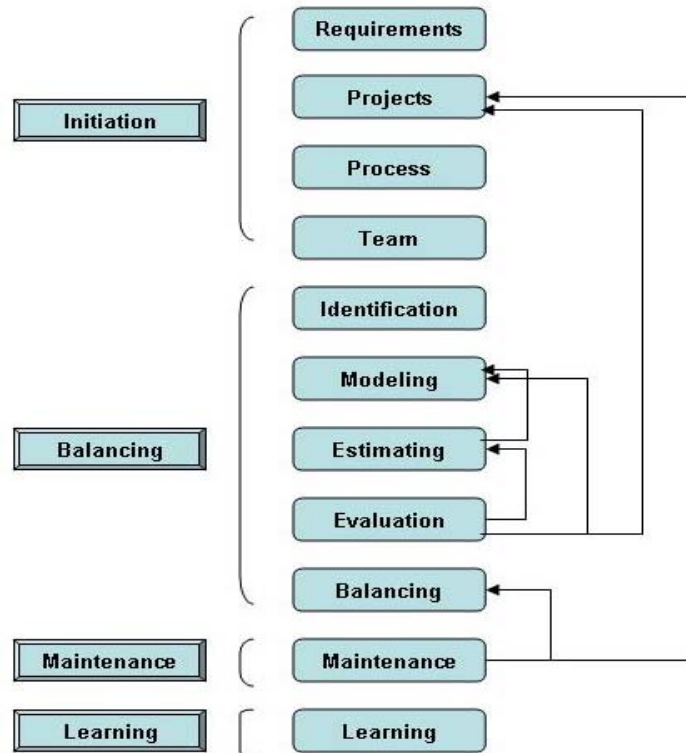 Requirements
Projects
Initiation
Process
Team
Identification
Modeling
Balancing
Estimating
Evaluation
Balancing
Maintenance
Maintenance
Learning
Learning